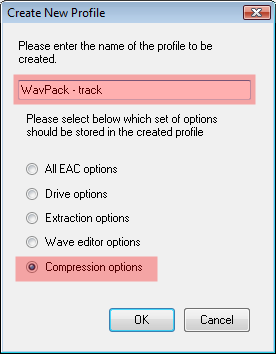 Create New Profile
Please enter the name of the profile to be
created.
WavPack - track
Please select below which set of options
should be stored in the created profile
All EAC options
Drive options
Extraction options
Wave editor options
Compression options
OK
Cancel